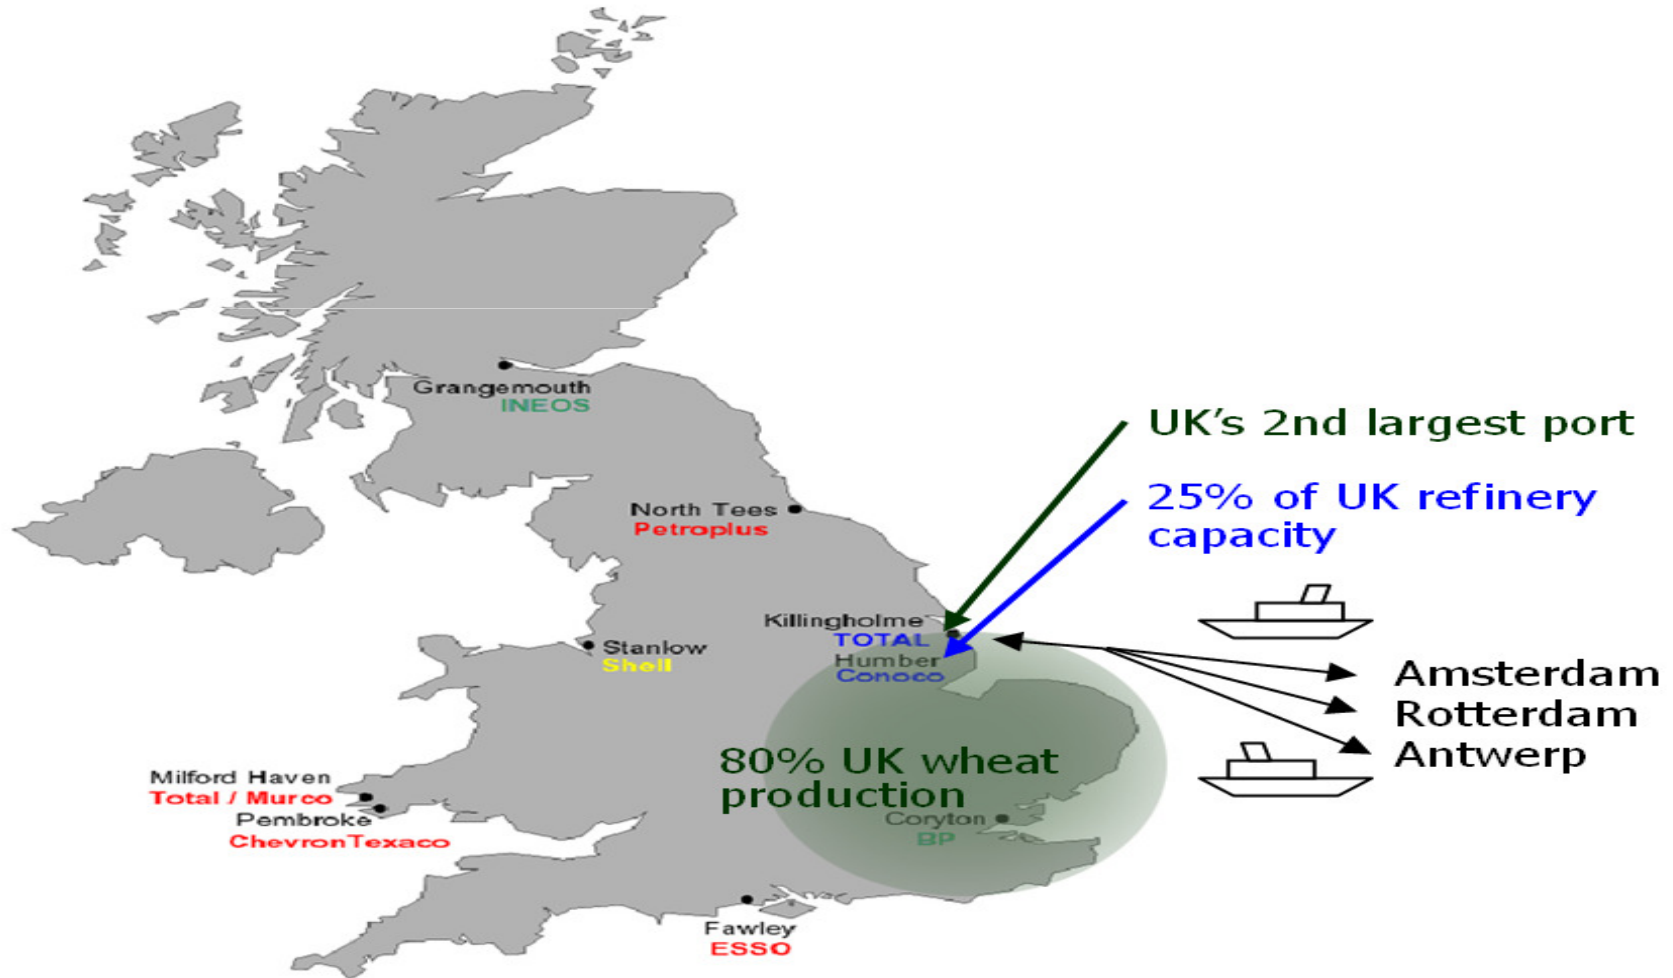 Grangemouth
INEOS
UK’s 2nd largest port
25% of UK refinery
capacity
North Tees
Petroplus
Killingholme
TOTAL
Humber
Conoco
Stanlow
Shell
Amsterdam
Rotterdam
Antwerp
80% UK wheat
production
Milford Haven
Total / Murco
Pembroke
ChevronTexaco
Coryton
BP
Fawley
ESSO